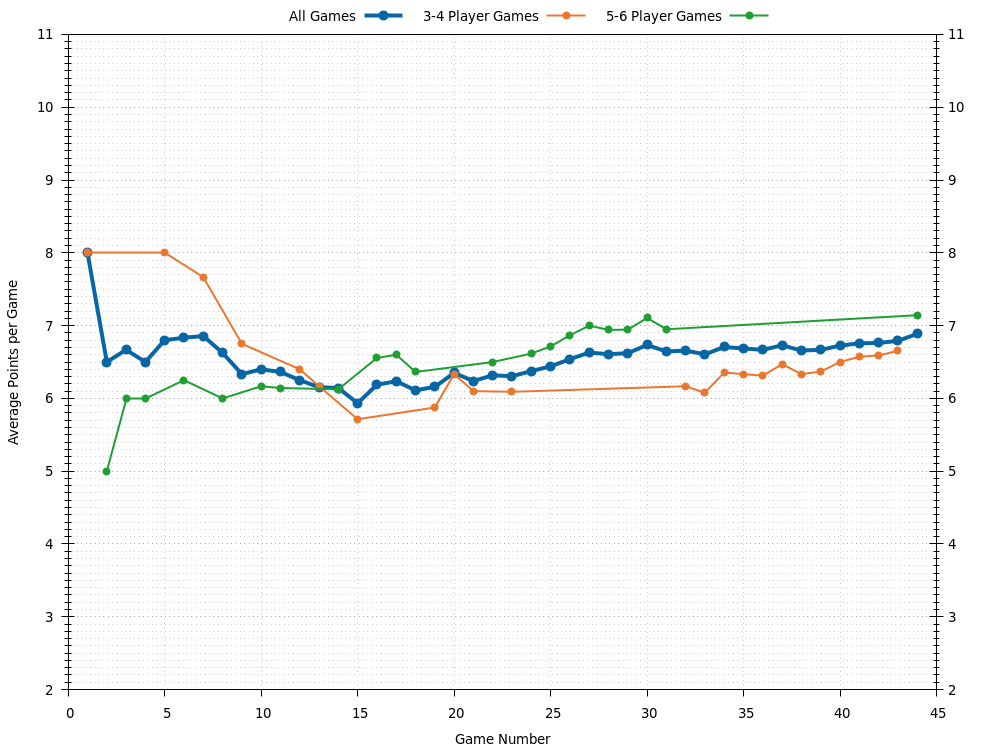 All Games 3-4 Player Games 5-6 Player Games
11 11
10 10
9 9
8 8
7 7
6 6
5 5
4 4
3 3
2 2
Average Points per Game
0 5 10 15 20 25 30 35 40 45
Game Number